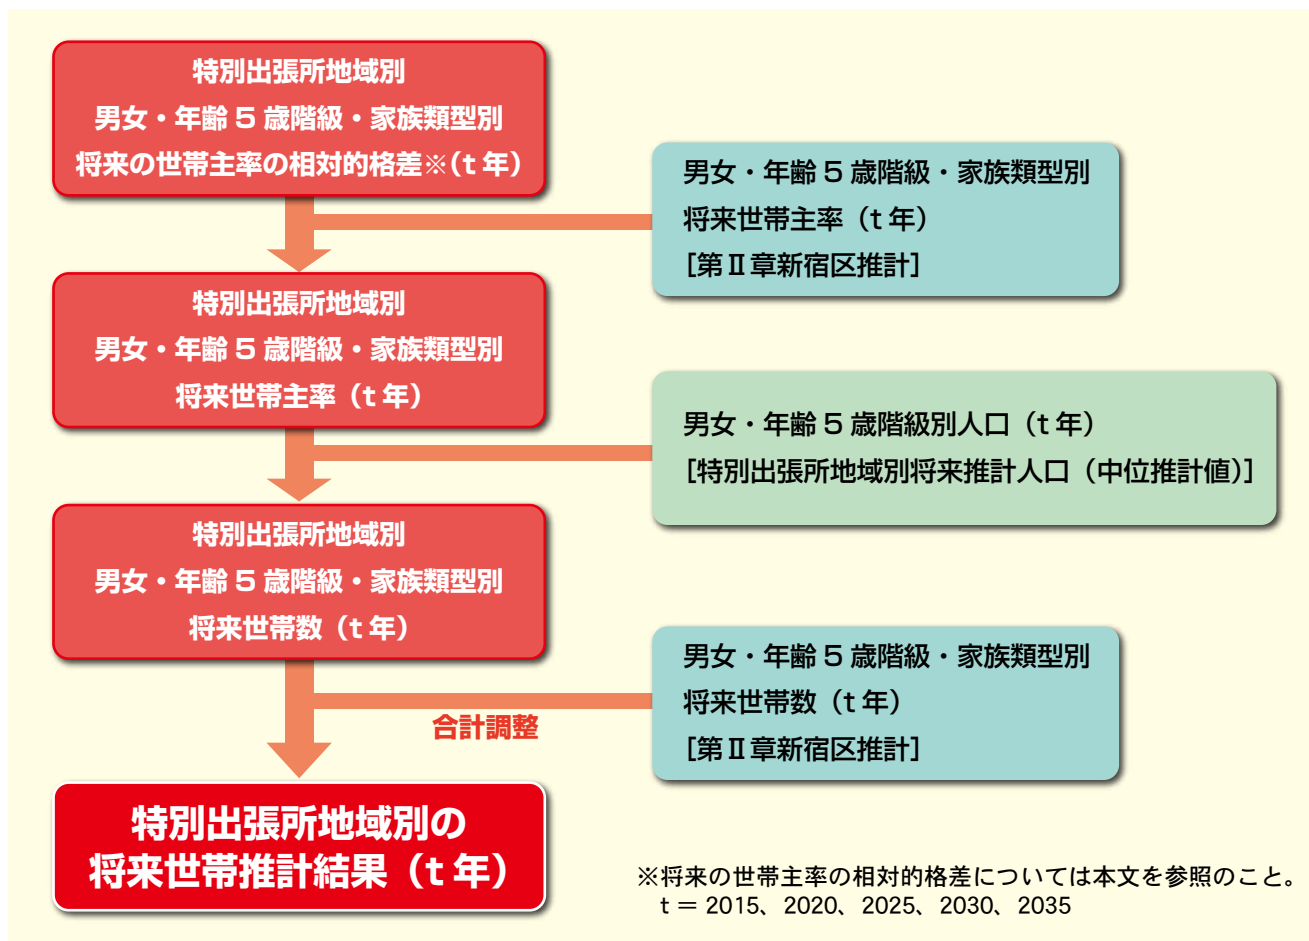 特別出張所地域別
男女・年齢5歳階級・家族類型別
将来の世帯主率の相対的格差※(t年)
男女・年齢5歳階級・家族類型別
将来世帯主率（t年）
[第Ⅱ章新宿区推計]
特別出張所地域別
男女・年齢5歳階級・家族類型別
将来世帯主率（t年）
男女・年齢5歳階級別人口（t年）
[特別出張所地域別将来推計人口（中位推計値）]
特別出張所地域別
男女・年齢5歳階級・家族類型別
将来世帯数（t年）
男女・年齢5歳階級・家族類型別
将来世帯数（t年）
[第Ⅱ章新宿区推計]
合計調整
特別出張所地域別の
将来世帯推計結果（t年）
※将来の世帯主率の相対的格差については本文を参照のこと。
t＝2015、2020、2025、2030、2035